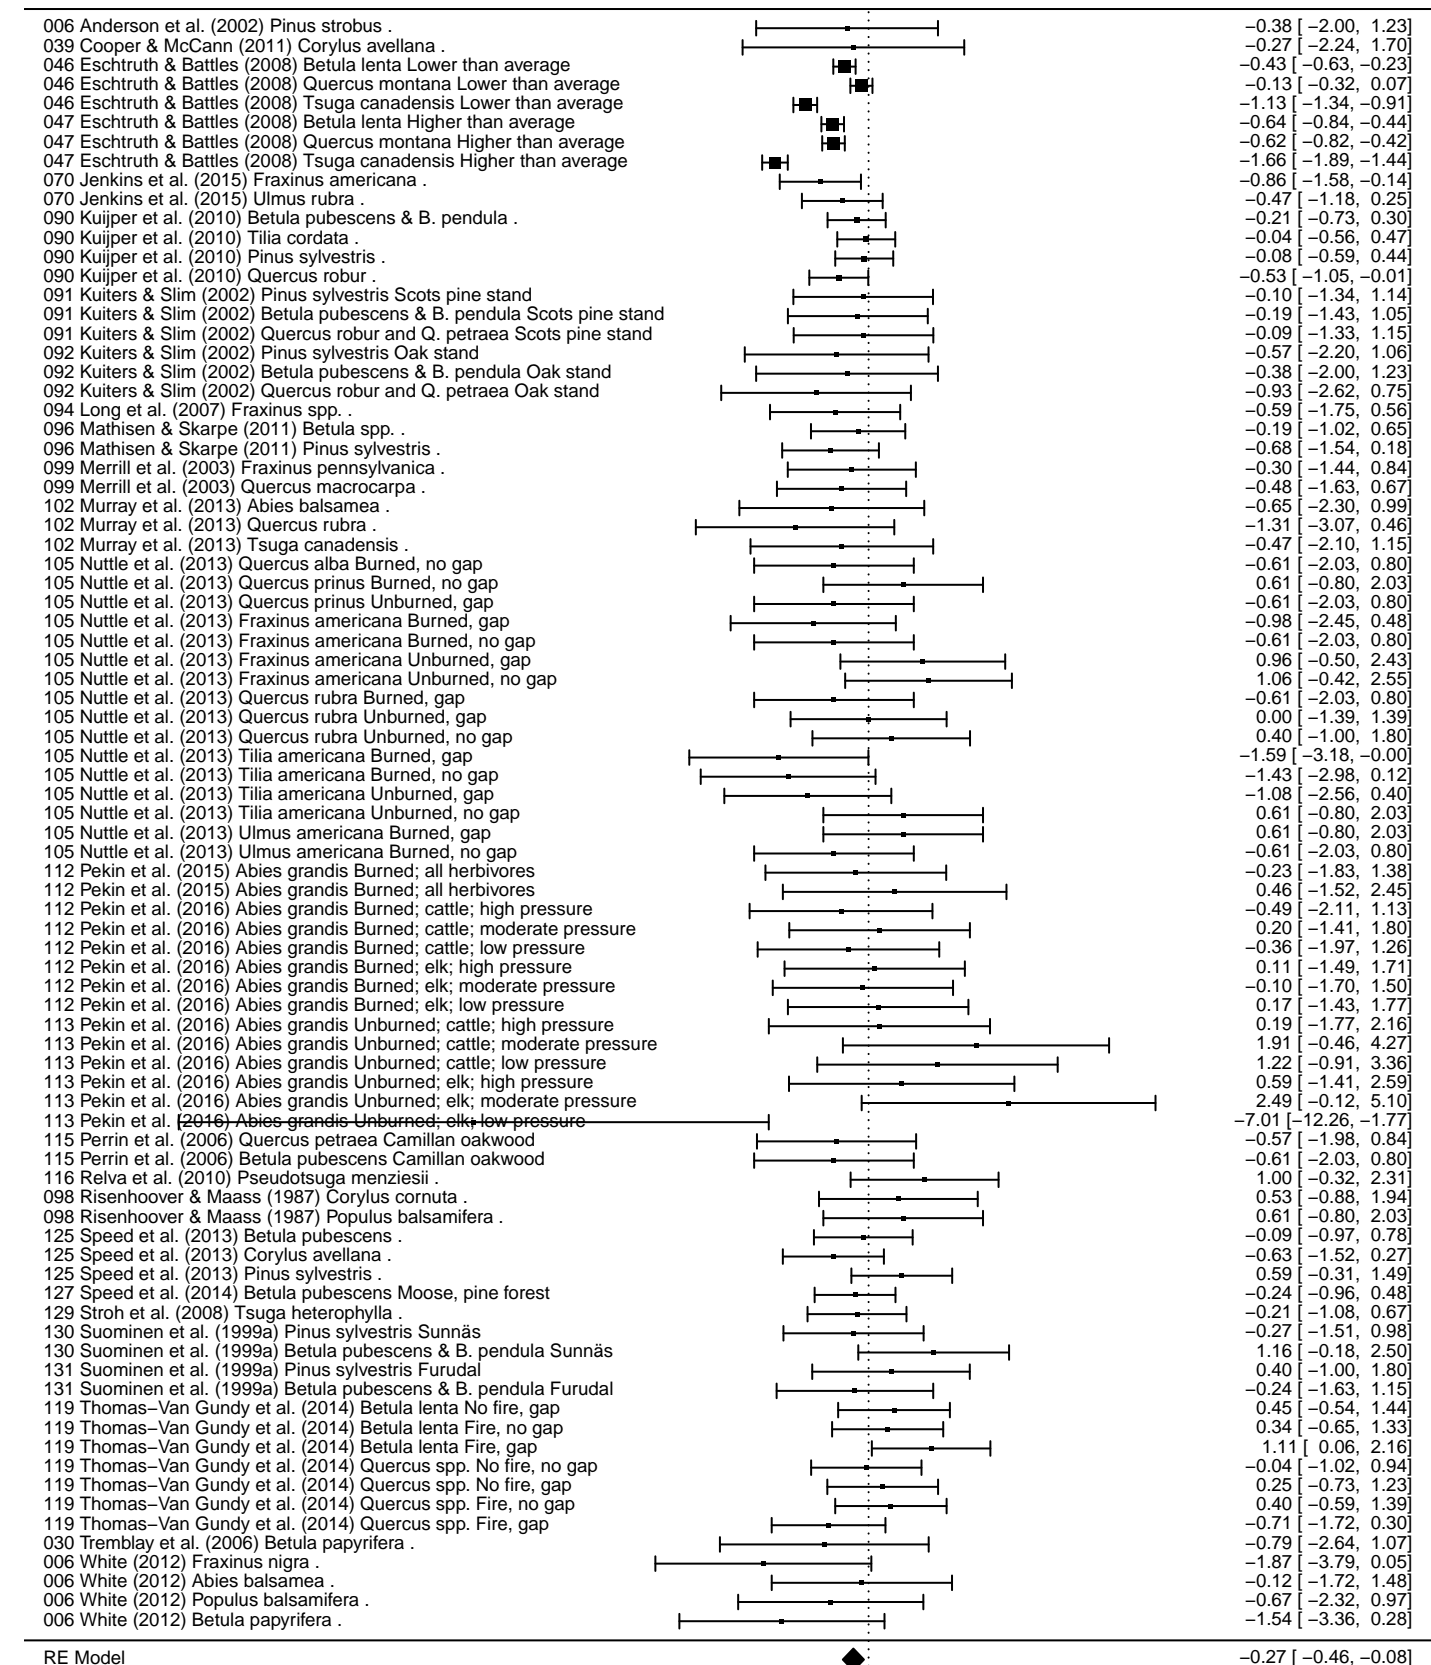 006 Anderson et al. (2002) Pinus strobus . −0.38 [ −2.00, 1.23]
039 Cooper & McCann (2011) Corylus avellana . −0.27 [ −2.24, 1.70]
046 Eschtruth & Battles (2008) Betula lenta Lower than average −0.43 [ −0.63, −0.23]
046 Eschtruth & Battles (2008) Quercus montana Lower than average −0.13 [ −0.32, 0.07]
046 Eschtruth & Battles (2008) Tsuga canadensis Lower than average −1.13 [ −1.34, −0.91]
047 Eschtruth & Battles (2008) Betula lenta Higher than average −0.64 [ −0.84, −0.44]
047 Eschtruth & Battles (2008) Quercus montana Higher than average −0.62 [ −0.82, −0.42]
047 Eschtruth & Battles (2008) Tsuga canadensis Higher than average −1.66 [ −1.89, −1.44]
070 Jenkins et al. (2015) Fraxinus americana . −0.86 [ −1.58, −0.14]
070 Jenkins et al. (2015) Ulmus rubra . −0.47 [ −1.18, 0.25]
090 Kuijper et al. (2010) Betula pubescens & B. pendula . −0.21 [ −0.73, 0.30]
090 Kuijper et al. (2010) Tilia cordata . −0.04 [ −0.56, 0.47]
090 Kuijper et al. (2010) Pinus sylvestris . −0.08 [ −0.59, 0.44]
090 Kuijper et al. (2010) Quercus robur . −0.53 [ −1.05, −0.01]
091 Kuiters & Slim (2002) Pinus sylvestris Scots pine stand −0.10 [ −1.34, 1.14]
091 Kuiters & Slim (2002) Betula pubescens & B. pendula Scots pine stand −0.19 [ −1.43, 1.05]
091 Kuiters & Slim (2002) Quercus robur and Q. petraea Scots pine stand −0.09 [ −1.33, 1.15]
092 Kuiters & Slim (2002) Pinus sylvestris Oak stand −0.57 [ −2.20, 1.06]
092 Kuiters & Slim (2002) Betula pubescens & B. pendula Oak stand −0.38 [ −2.00, 1.23]
092 Kuiters & Slim (2002) Quercus robur and Q. petraea Oak stand −0.93 [ −2.62, 0.75]
094 Long et al. (2007) Fraxinus spp. . −0.59 [ −1.75, 0.56]
096 Mathisen & Skarpe (2011) Betula spp. . −0.19 [ −1.02, 0.65]
096 Mathisen & Skarpe (2011) Pinus sylvestris . −0.68 [ −1.54, 0.18]
099 Merrill et al. (2003) Fraxinus pennsylvanica . −0.30 [ −1.44, 0.84]
099 Merrill et al. (2003) Quercus macrocarpa . −0.48 [ −1.63, 0.67]
102 Murray et al. (2013) Abies balsamea . −0.65 [ −2.30, 0.99]
102 Murray et al. (2013) Quercus rubra . −1.31 [ −3.07, 0.46]
102 Murray et al. (2013) Tsuga canadensis . −0.47 [ −2.10, 1.15]
105 Nuttle et al. (2013) Quercus alba Burned, no gap −0.61 [ −2.03, 0.80]
105 Nuttle et al. (2013) Quercus prinus Burned, no gap 0.61 [ −0.80, 2.03]
105 Nuttle et al. (2013) Quercus prinus Unburned, gap −0.61 [ −2.03, 0.80]
105 Nuttle et al. (2013) Fraxinus americana Burned, gap −0.98 [ −2.45, 0.48]
105 Nuttle et al. (2013) Fraxinus americana Burned, no gap −0.61 [ −2.03, 0.80]
105 Nuttle et al. (2013) Fraxinus americana Unburned, gap 0.96 [ −0.50, 2.43]
105 Nuttle et al. (2013) Fraxinus americana Unburned, no gap 1.06 [ −0.42, 2.55]
105 Nuttle et al. (2013) Quercus rubra Burned, gap −0.61 [ −2.03, 0.80]
105 Nuttle et al. (2013) Quercus rubra Unburned, gap 0.00 [ −1.39, 1.39]
105 Nuttle et al. (2013) Quercus rubra Unburned, no gap 0.40 [ −1.00, 1.80]
105 Nuttle et al. (2013) Tilia americana Burned, gap −1.59 [ −3.18, −0.00]
105 Nuttle et al. (2013) Tilia americana Burned, no gap −1.43 [ −2.98, 0.12]
105 Nuttle et al. (2013) Tilia americana Unburned, gap −1.08 [ −2.56, 0.40]
105 Nuttle et al. (2013) Tilia americana Unburned, no gap 0.61 [ −0.80, 2.03]
105 Nuttle et al. (2013) Ulmus americana Burned, gap 0.61 [ −0.80, 2.03]
105 Nuttle et al. (2013) Ulmus americana Burned, no gap −0.61 [ −2.03, 0.80]
112 Pekin et al. (2015) Abies grandis Burned; all herbivores −0.23 [ −1.83, 1.38]
112 Pekin et al. (2015) Abies grandis Burned; all herbivores 0.46 [ −1.52, 2.45]
112 Pekin et al. (2016) Abies grandis Burned; cattle; high pressure −0.49 [ −2.11, 1.13]
112 Pekin et al. (2016) Abies grandis Burned; cattle; moderate pressure 0.20 [ −1.41, 1.80]
112 Pekin et al. (2016) Abies grandis Burned; cattle; low pressure −0.36 [ −1.97, 1.26]
112 Pekin et al. (2016) Abies grandis Burned; elk; high pressure 0.11 [ −1.49, 1.71]
112 Pekin et al. (2016) Abies grandis Burned; elk; moderate pressure −0.10 [ −1.70, 1.50]
112 Pekin et al. (2016) Abies grandis Burned; elk; low pressure 0.17 [ −1.43, 1.77]
113 Pekin et al. (2016) Abies grandis Unburned; cattle; high pressure 0.19 [ −1.77, 2.16]
113 Pekin et al. (2016) Abies grandis Unburned; cattle; moderate pressure 1.91 [ −0.46, 4.27]
113 Pekin et al. (2016) Abies grandis Unburned; cattle; low pressure 1.22 [ −0.91, 3.36]
113 Pekin et al. (2016) Abies grandis Unburned; elk; high pressure 0.59 [ −1.41, 2.59]
113 Pekin et al. (2016) Abies grandis Unburned; elk; moderate pressure 2.49 [ −0.12, 5.10]
113 Pekin et al. (2016) Abies grandis Unburned; elk; low pressure −7.01 [−12.26, −1.77]
115 Perrin et al. (2006) Quercus petraea Camillan oakwood −0.57 [ −1.98, 0.84]
115 Perrin et al. (2006) Betula pubescens Camillan oakwood −0.61 [ −2.03, 0.80]
116 Relva et al. (2010) Pseudotsuga menziesii . 1.00 [ −0.32, 2.31]
098 Risenhoover & Maass (1987) Corylus cornuta . 0.53 [ −0.88, 1.94]
098 Risenhoover & Maass (1987) Populus balsamifera . 0.61 [ −0.80, 2.03]
125 Speed et al. (2013) Betula pubescens . −0.09 [ −0.97, 0.78]
125 Speed et al. (2013) Corylus avellana . −0.63 [ −1.52, 0.27]
125 Speed et al. (2013) Pinus sylvestris . 0.59 [ −0.31, 1.49]
127 Speed et al. (2014) Betula pubescens Moose, pine forest −0.24 [ −0.96, 0.48]
129 Stroh et al. (2008) Tsuga heterophylla . −0.21 [ −1.08, 0.67]
130 Suominen et al. (1999a) Pinus sylvestris Sunnäs −0.27 [ −1.51, 0.98]
130 Suominen et al. (1999a) Betula pubescens & B. pendula Sunnäs 1.16 [ −0.18, 2.50]
131 Suominen et al. (1999a) Pinus sylvestris Furudal 0.40 [ −1.00, 1.80]
131 Suominen et al. (1999a) Betula pubescens & B. pendula Furudal −0.24 [ −1.63, 1.15]
119 Thomas−Van Gundy et al. (2014) Betula lenta No fire, gap 0.45 [ −0.54, 1.44]
119 Thomas−Van Gundy et al. (2014) Betula lenta Fire, no gap 0.34 [ −0.65, 1.33]
119 Thomas−Van Gundy et al. (2014) Betula lenta Fire, gap 1.11 [ 0.06, 2.16]
119 Thomas−Van Gundy et al. (2014) Quercus spp. No fire, no gap −0.04 [ −1.02, 0.94]
119 Thomas−Van Gundy et al. (2014) Quercus spp. No fire, gap 0.25 [ −0.73, 1.23]
119 Thomas−Van Gundy et al. (2014) Quercus spp. Fire, no gap 0.40 [ −0.59, 1.39]
119 Thomas−Van Gundy et al. (2014) Quercus spp. Fire, gap −0.71 [ −1.72, 0.30]
030 Tremblay et al. (2006) Betula papyrifera . −0.79 [ −2.64, 1.07]
006 White (2012) Fraxinus nigra . −1.87 [ −3.79, 0.05]
006 White (2012) Abies balsamea . −0.12 [ −1.72, 1.48]
006 White (2012) Populus balsamifera . −0.67 [ −2.32, 0.97]
006 White (2012) Betula papyrifera . −1.54 [ −3.36, 0.28]
RE Model −0.27 [ −0.46, −0.08]